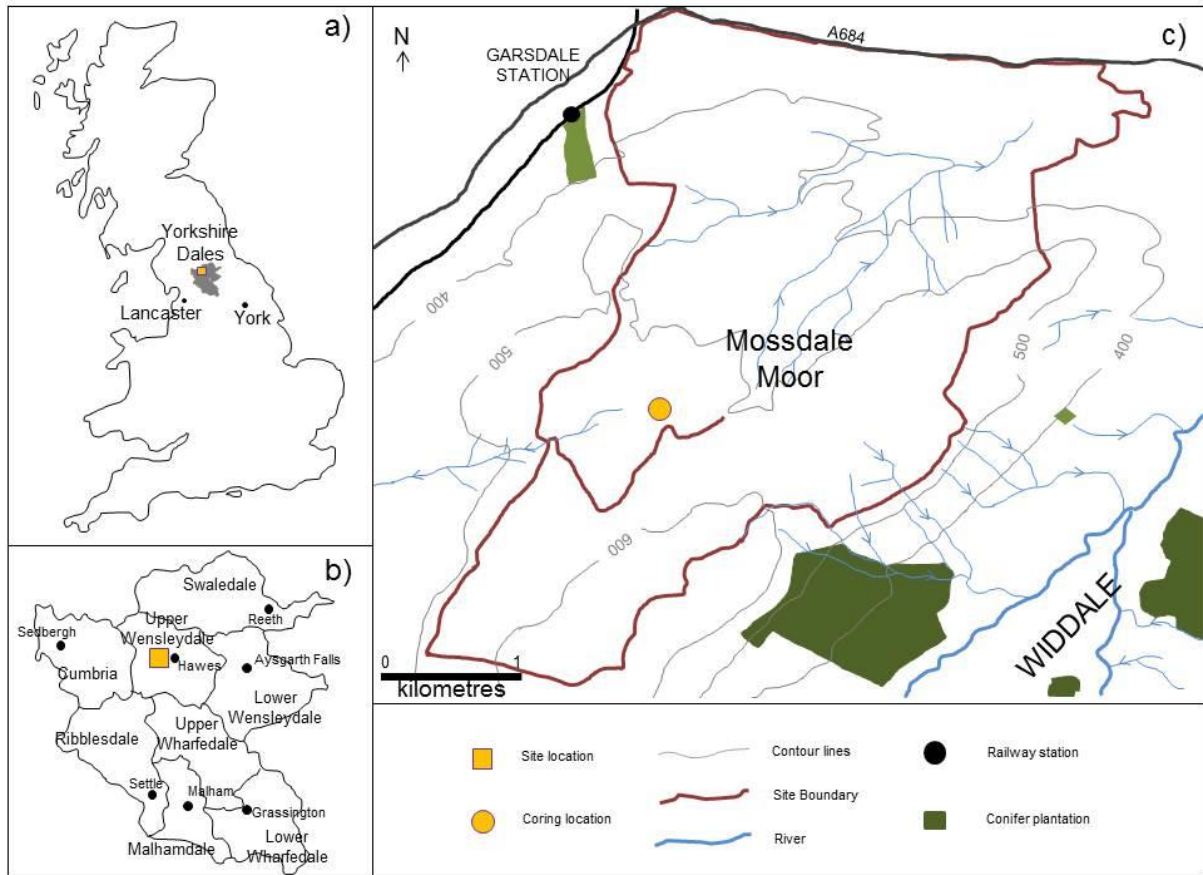 a)
Yorkshire
Dales
Lancaster
York
b)
Swaledale
Reeth
Upper
Wensleydale
Sedbergh
Hawes
Aysgarth Falls
Cumbria
Lower
Wensleydale
Upper
Wharfedale
Ribblesdale
Settle
Malham
Grassington
Malhamdale
Lower
Wharfedale
c)
N
A684
GARSDALE
STATION
400
500
Mossdale
Moor
500
400
600
WIDDALE
0 1
kilometres
Site location
Contour lines
Railway station
Site Boundary
Coring location
Conifer plantation
River